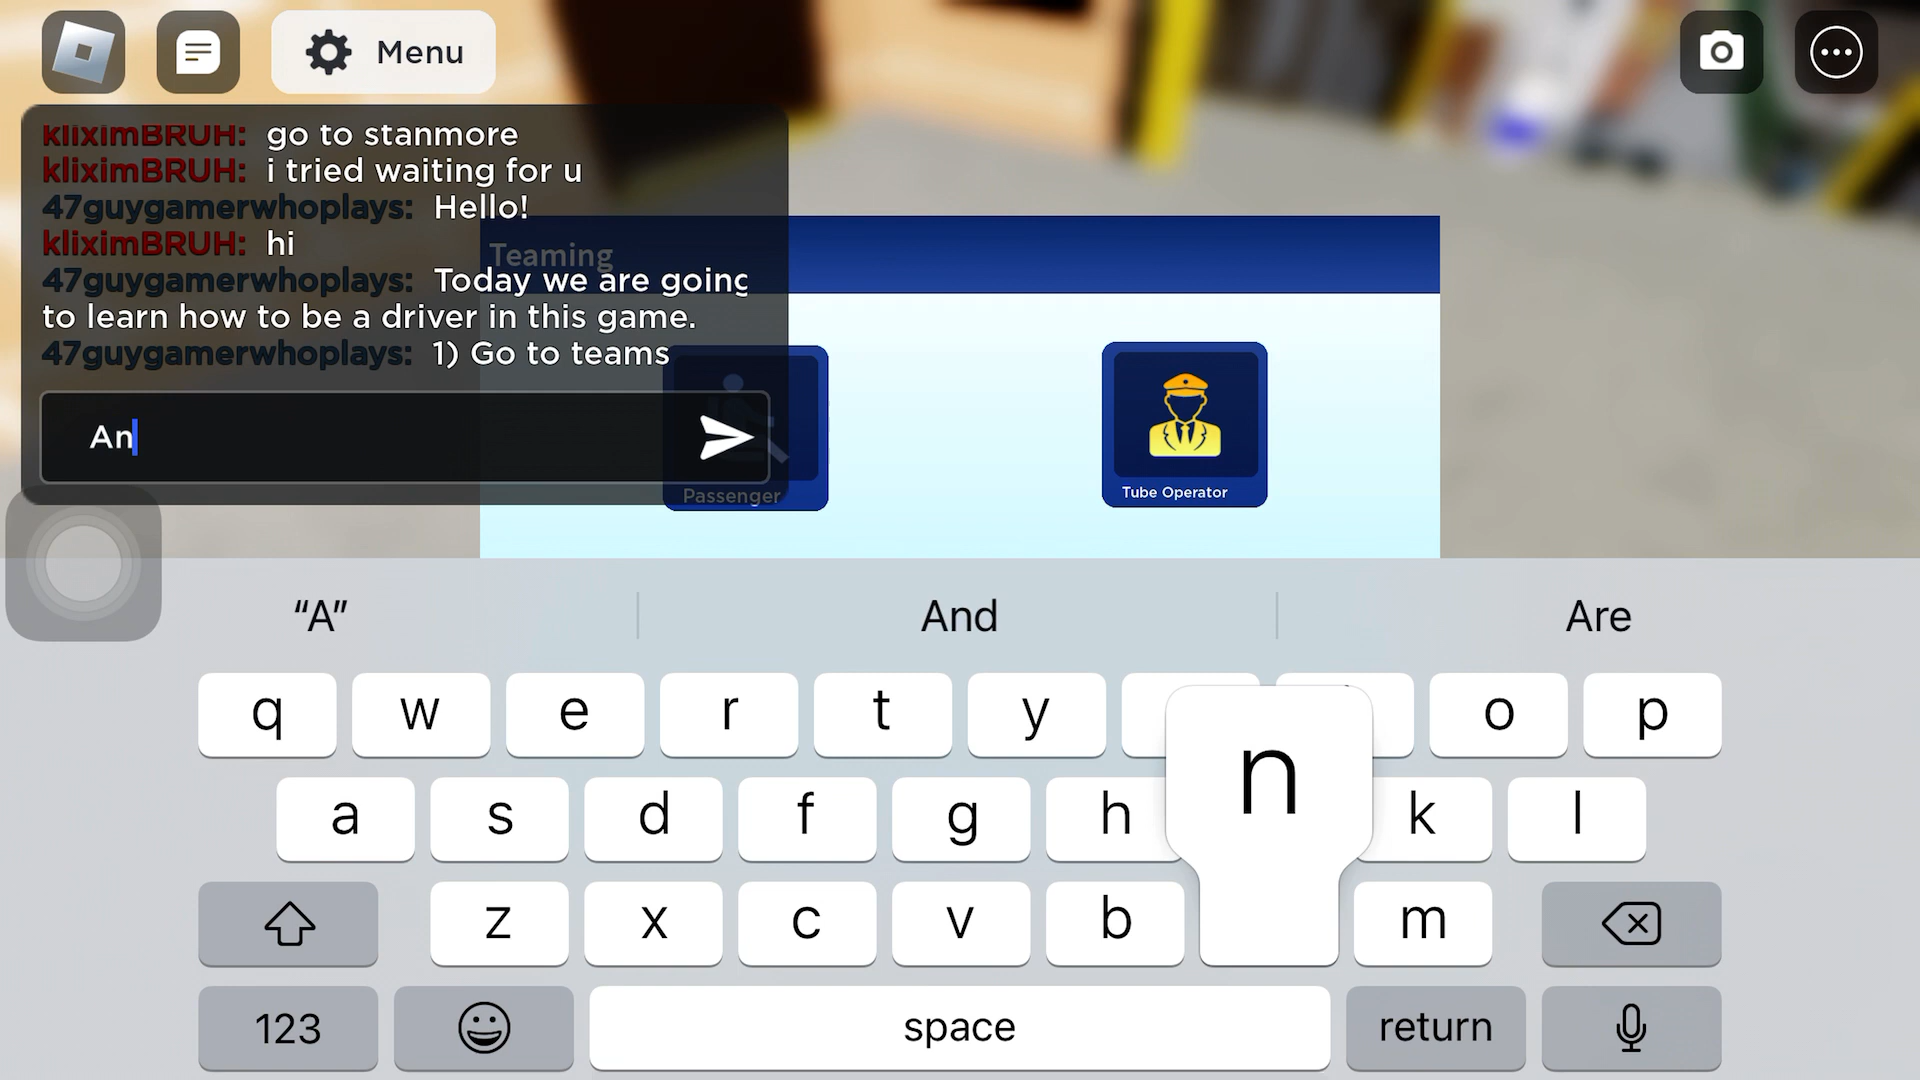 Menu
kliximBRUH: go to stanmore
kliximBRUH: i tried waiting for u
47guygamerwhoplays: Hello!
kliximBRUH: hi
Teaming
47guygamerwhoplays: Today we are going
to learn how to be a driver in this game.
47guygamerwhoplays: 1) Go to teams
An
Passenger
Tube Operator
“A” And Are
q w e r t y o p
a s d f g h k l
n
z x c v b m
123 space return